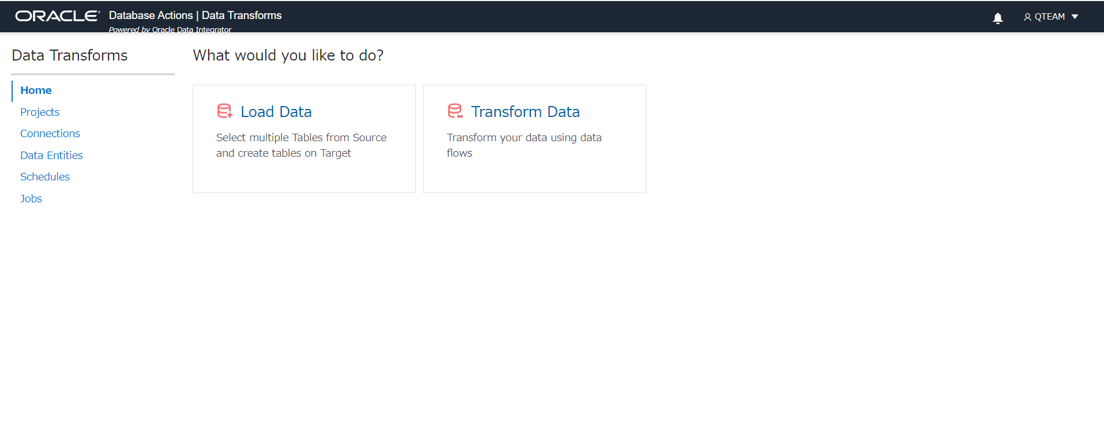 ORACLE Database Actions | Data Transforms
Powered by Oracle Data Integrator
QTEAM
Data Transforms
Home
Projects
Connections
Data Entities
Schedules
Jobs
What would you like to do?
Load Data
Select multiple Tables from Source
and create tables on Target
Transform Data
Transform your data using data
flows